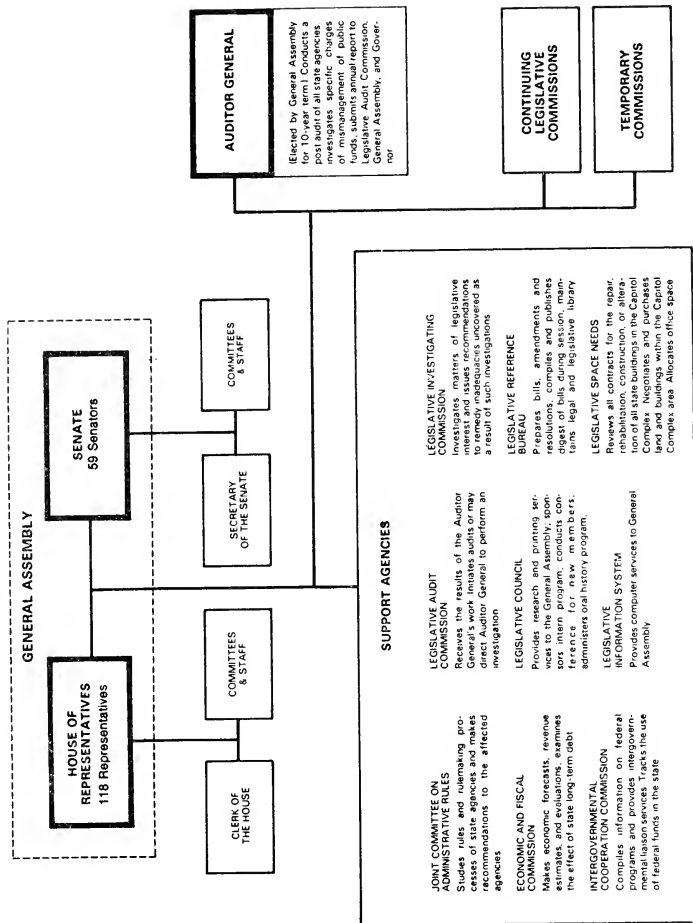 GENERAL ASSEMBLY
HOUSE OF
REPRESENTATIVES
118 Representatives
SENATE
59 Senators
CLERK OF
THE HOUSE
COMMITTEES
& STAFF
SECRETARY
OF THE SENATE
COMMITTEES
& STAFF
AUDITOR GENERAL
(Elected by General Assembly
for 10-year term) Conducts a
post audit of all state agencies
investigates specific charges
of mismanagement of public
funds, submits annual report to
Legislative Audit Commission,
General Assembly, and Gover-
nor
CONTINUING
LEGISLATIVE
COMMISSIONS
TEMPORARY
COMMISSIONS
SUPPORT AGENCIES
JOINT COMMITTEE ON
ADMINISTRATIVE RULES
Studies rules and rulemaking pro-
cesses of state agencies and makes
recommendations to the affected
agencies
ECONOMIC AND FISCAL
COMMISSION
Makes economic forecasts, revenue
estimates, and evaluations, examines
the effect of state long-term debt
INTERGOVERNMENTAL
COOPERATION COMMISSION
Compiles information on federal
programs and provides intergovern-
mental liaison services Tracks the use
of federal funds in the state
LEGISLATIVE AUDIT
COMMISSION
Receives the results of the Auditor
General's work Initiates audits or may
direct Auditor General to perform an
investigation
LEGISLATIVE COUNCIL
Provides research and printing ser-
vices to the General Assembly; spon-
sors intern program, conducts con-
ference for new members;
administers oral history program.
LEGISLATIVE
INFORMATION SYSTEM
Provides computer services to General
Assembly
LEGISLATIVE INVESTIGATING
COMMISSION
Investigates matters of legislative
interest and issues recommendations
to remedy inadequacies uncovered as
a result of such investigations
LEGISLATIVE REFERENCE
BUREAU
Prepares bills, amendments and
resolutions, compiles and publishes
digest of bills during session, main-
tains legal and legislative library
LEGISLATIVE SPACE NEEDS
Reviews all contracts for the repair,
rehabilitation, construction, or altera-
tion of all state buildings in the Capitol
Complex Negotiates and purchases
land and buildings within the Capitol
Complex area Allocates office space